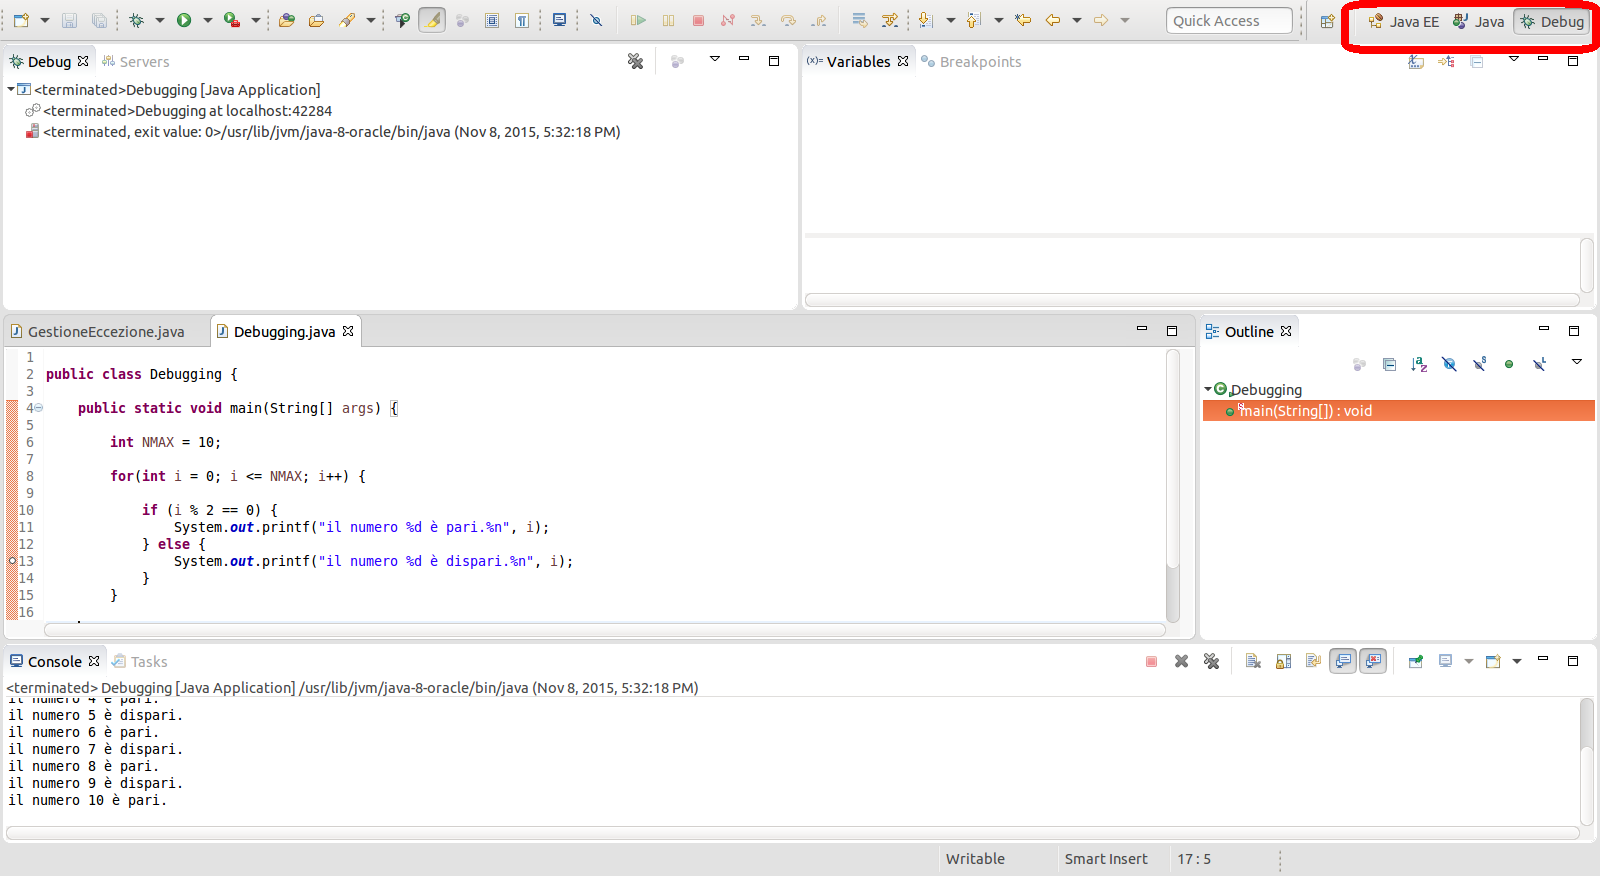 Quick Access
Java EE
Java
Debug
Debug
Servers
<terminated>Debugging [Java Application]
<terminated>Debugging at localhost:42284
<terminated, exit value: 0>/usr/lib/jvm/java-8-oracle/bin/java (Nov 8, 2015, 5:32:18 PM)
(x)= Variables
Breakpoints
GestioneEccezione.java
Debugging.java
1
2 public class Debugging {
3
4 public static void main(String[] args) {
5
6 int NMAX = 10;
7
8 for(int i = 0; i <= NMAX; i++) {
9
10 if (i % 2 == 0) {
11 System.out.printf("il numero %d è pari.%n", i);
12 } else {
13 System.out.printf("il numero %d è dispari.%n", i);
14 }
15 }
16
Outline
Debugging
main(String[]) : void
Console
Tasks
<terminated> Debugging [Java Application] /usr/lib/jvm/java-8-oracle/bin/java (Nov 8, 2015, 5:32:18 PM)
il numero 4 è pari.
il numero 5 è dispari.
il numero 6 è pari.
il numero 7 è dispari.
il numero 8 è pari.
il numero 9 è dispari.
il numero 10 è pari.
Writable
Smart Insert
17 : 5